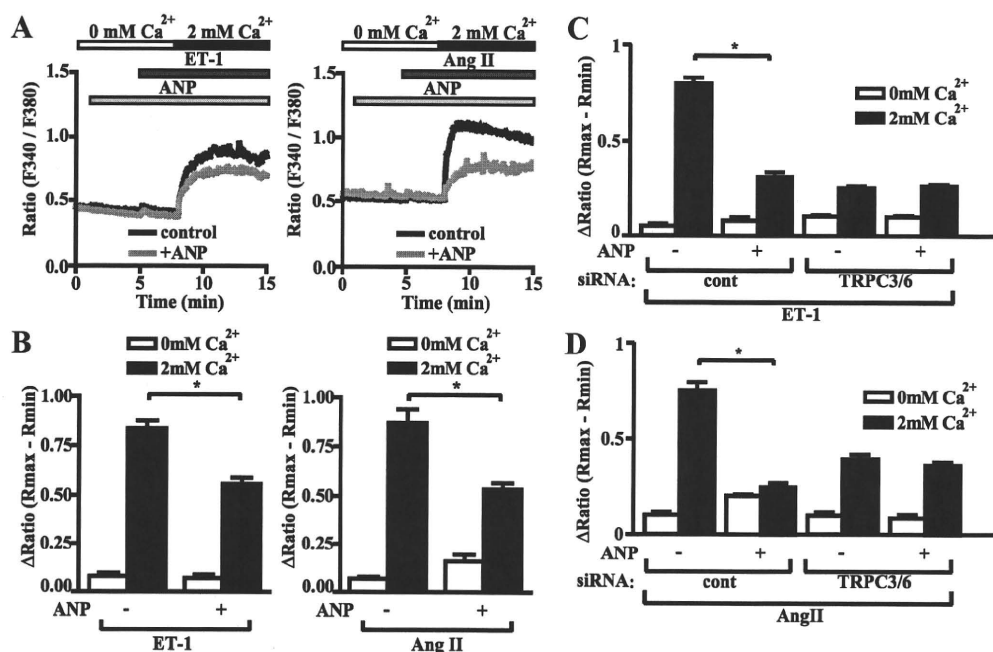 A
0 mM Ca2+ 2 mM Ca2+
ET-1
ANP
Ratio (F340 / F380)
1.5
1.0
0.5
0.0
control
+ANP
0 5 10 15
Time (min)
0 mM Ca2+ 2 mM Ca2+
Ang II
ANP
Ratio (F340 / F380)
1.5
1.0
0.5
0.0
control
+ANP
0 5 10 15
Time (min)
B
0mM Ca2+
2mM Ca2+
*
ΔRatio (Rmax - Rmin)
1.00
0.75
0.50
0.25
0.00
ANP - +
ET-1
0mM Ca2+
2mM Ca2+
*
ΔRatio (Rmax - Rmin)
1.00
0.75
0.50
0.25
0.00
ANP - +
Ang II
C
*
0mM Ca2+
2mM Ca2+
ΔRatio (Rmax - Rmin)
1
0.5
0
ANP - + - +
siRNA: cont TRPC3/6
ET-1
D
*
0mM Ca2+
2mM Ca2+
ΔRatio (Rmax - Rmin)
1
0.5
0
ANP - + - +
siRNA: cont TRPC3/6
AngII